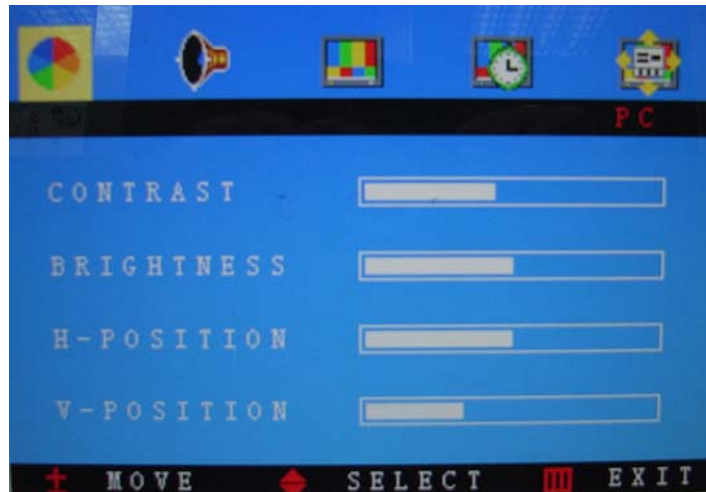 PC
CONTRAST
BRIGHTNESS
H-POSITION
V-POSITION
MOVE SELECT EXIT